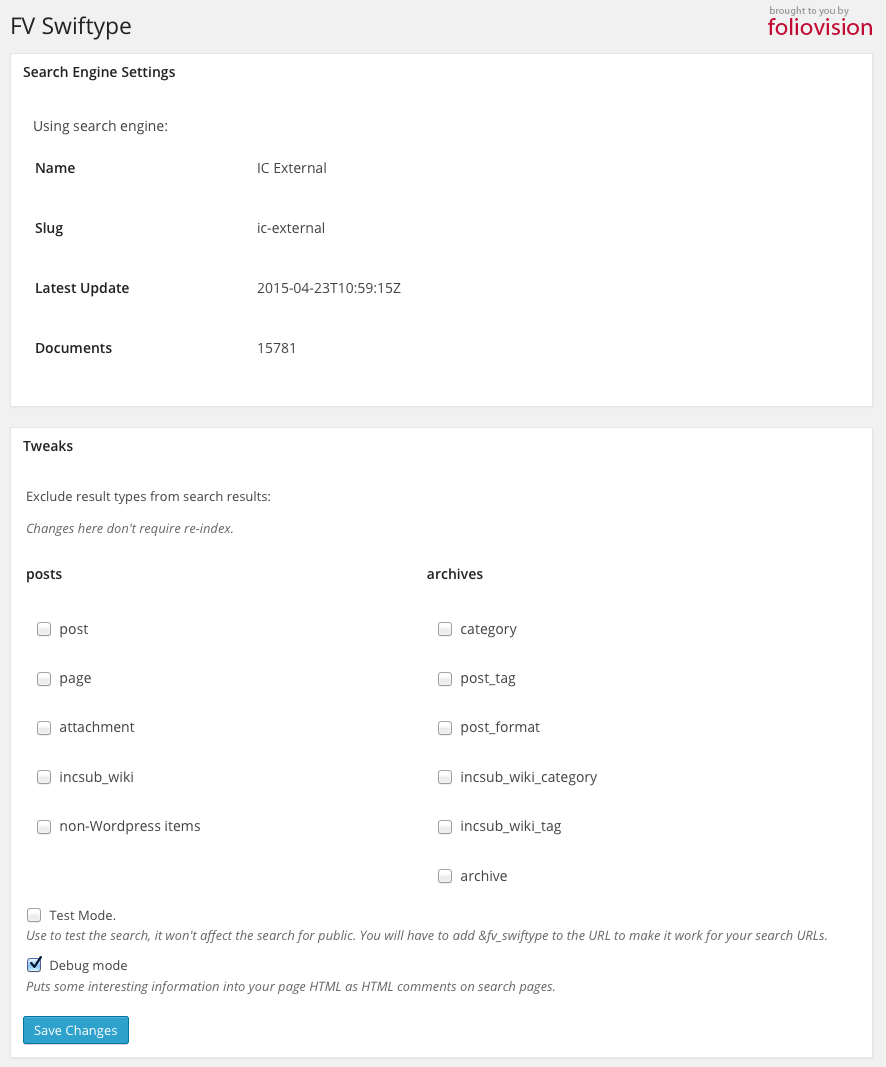 FV Swiftype
brought to you by
foliovision
Search Engine Settings
Using search engine:
Name IC External
Slug ic-external
Latest Update 2015-04-23T10:59:15Z
Documents 15781
Tweaks
Exclude result types from search results:
Changes here don't require re-index.
posts archives
post category
page post_tag
attachment post_format
incsub_wiki incsub_wiki_category
non-Wordpress items incsub_wiki_tag
archive
Test Mode.
Use to test the search, it won't affect the search for public. You will have to add &fv_swiftype to the URL to make it work for your search URLs.
Debug mode
Puts some interesting information into your page HTML as HTML comments on search pages.
Save Changes